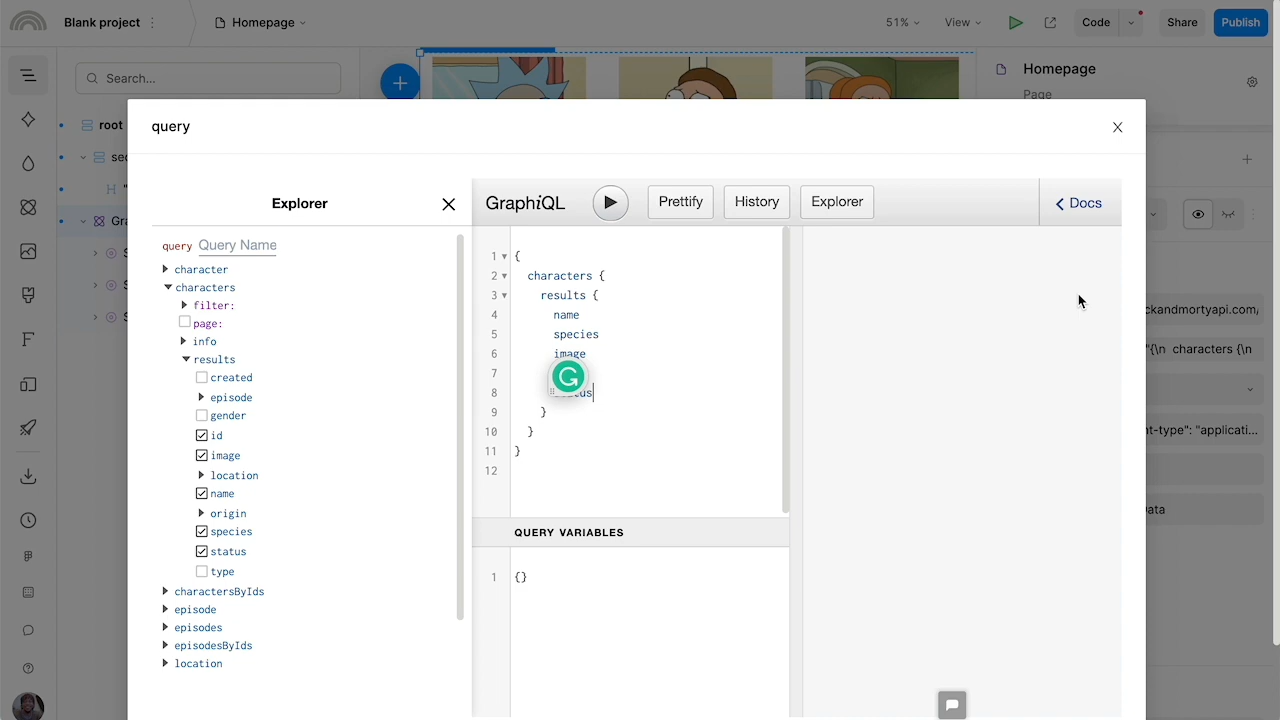 Blank project
Homepage
51%
View
Code
Share
Publish
Search...
Homepage
Page
root
query
Explorer
GraphiQL
Prettify
History
Explorer
Docs
query Query Name
character
characters
filter:
page:
info
results
created
episode
gender
id
image
location
name
origin
species
status
type
charactersByIds
episode
episodes
episodesByIds
location
1 {
2 characters {
3 results {
4 name
5 species
6 image
7
8 status
9 }
10 }
11 }
12
QUERY VARIABLES
1 {}
ckandmortyapi.com/
"{\n characters {\n
nt-type": "applicati...